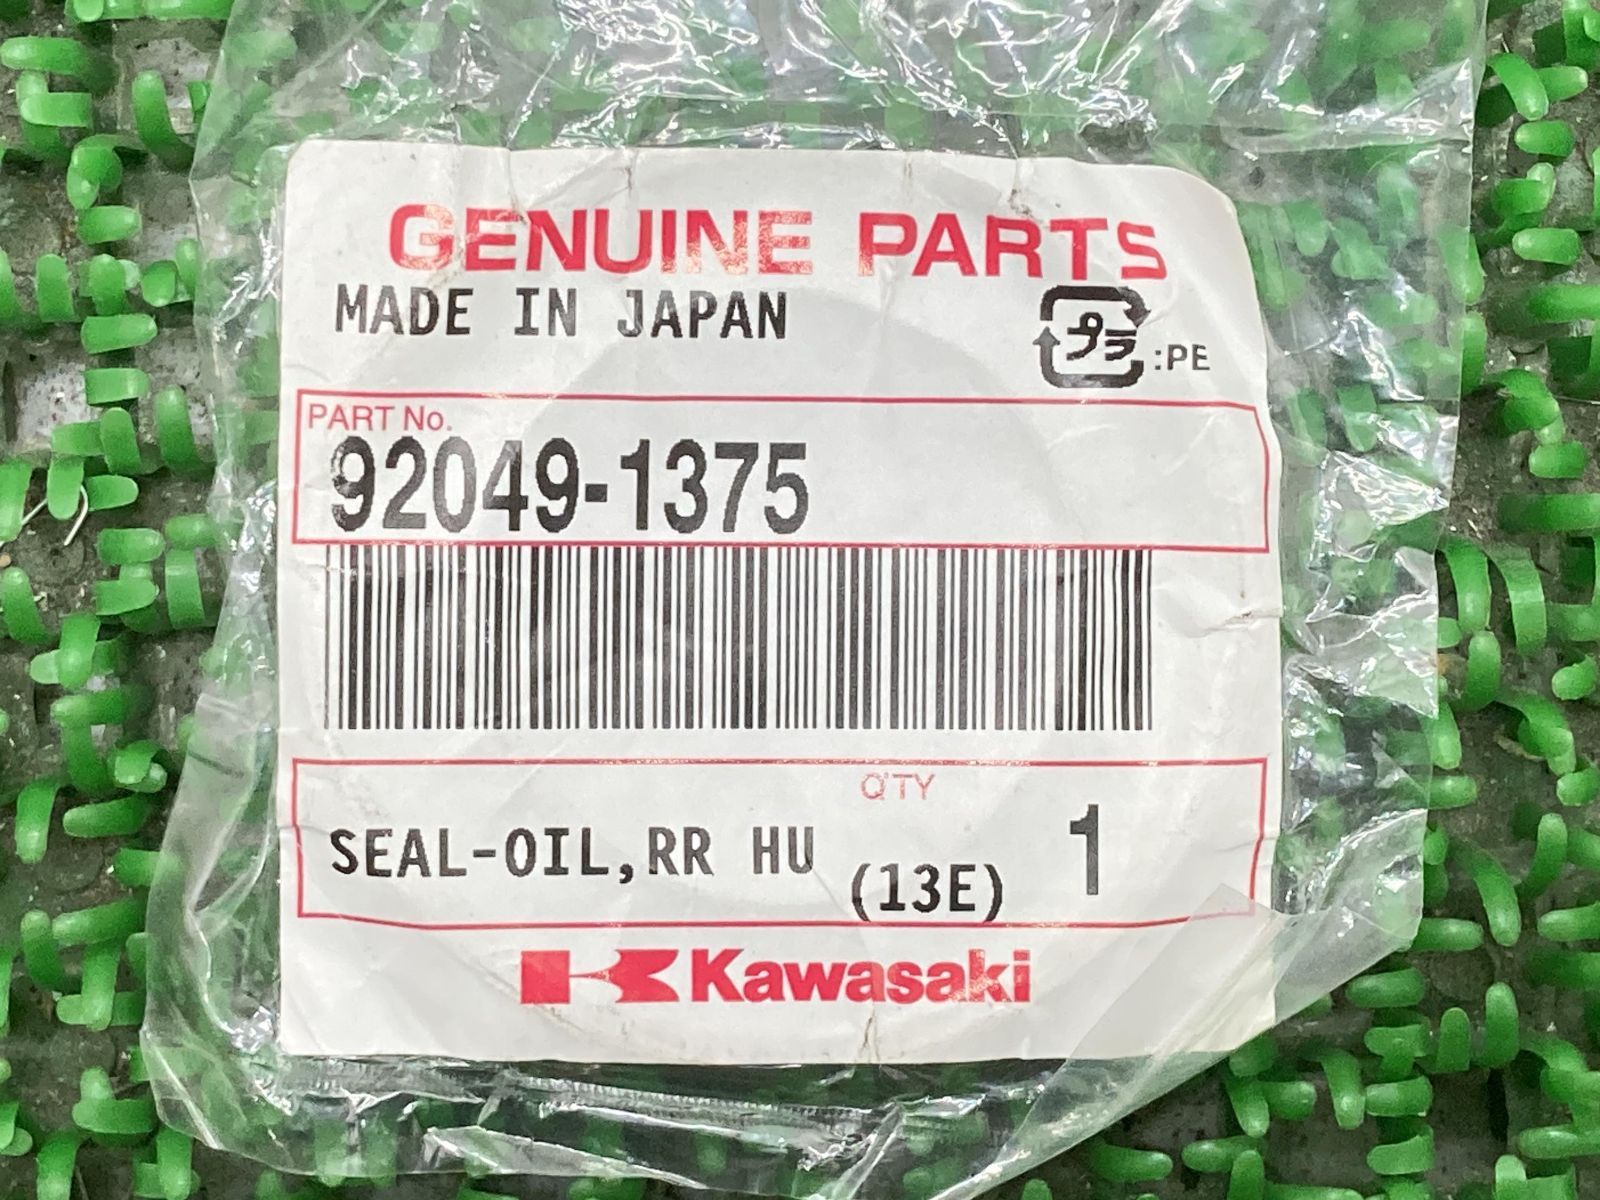 GENUINE PARTS
MADE IN JAPAN
プラ :PE
PART No.
92049-1375
Q'TY
SEAL-OIL,RR HU (13E) 1
Kawasaki